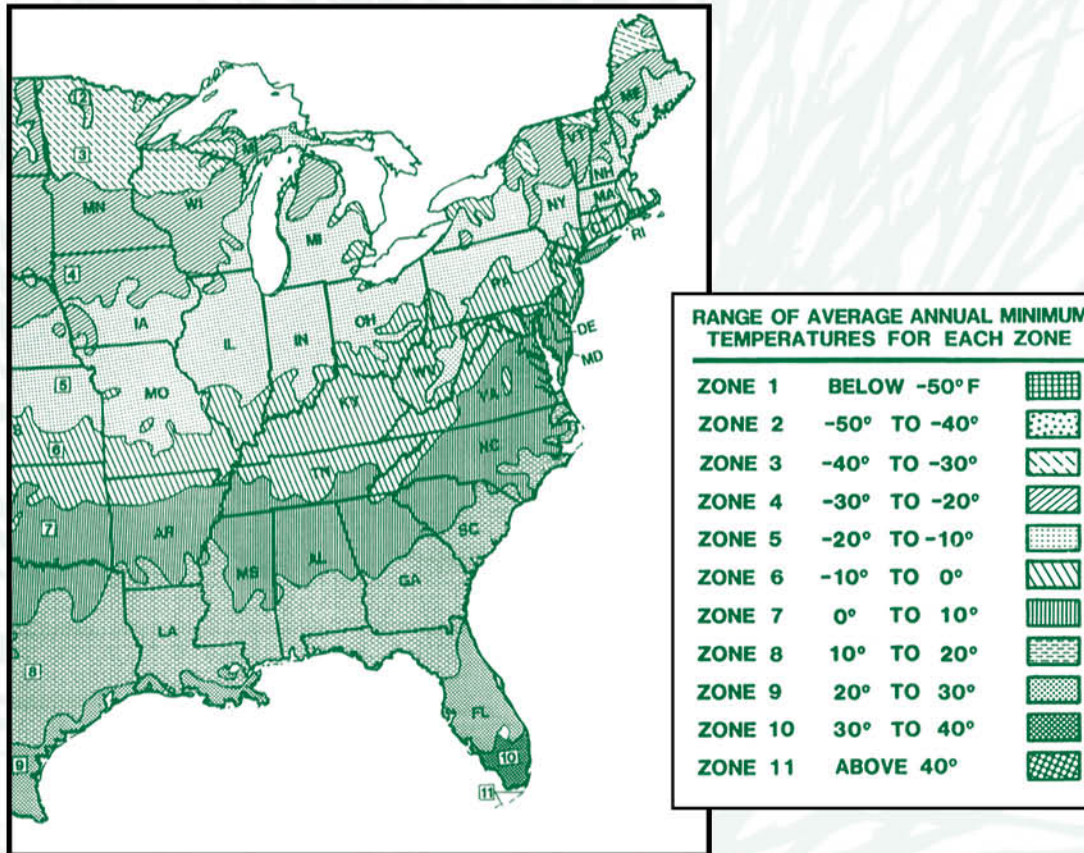 ME
2
VT
3
MI
NH
MN
WI
NY
MA
CT
RI
MI
4
PA
IA
OH
DE
IL
IN
MD
5
WV
MO
VA
KY
S
6
NC
TN
7
AR
SC
MS
AL
GA
LA
8
FL
9
10
11
RANGE OF AVERAGE ANNUAL MINIMUM
TEMPERATURES FOR EACH ZONE
ZONE 1 BELOW -50° F
ZONE 2 -50° TO -40°
ZONE 3 -40° TO -30°
ZONE 4 -30° TO -20°
ZONE 5 -20° TO -10°
ZONE 6 -10° TO 0°
ZONE 7 0° TO 10°
ZONE 8 10° TO 20°
ZONE 9 20° TO 30°
ZONE 10 30° TO 40°
ZONE 11 ABOVE 40°